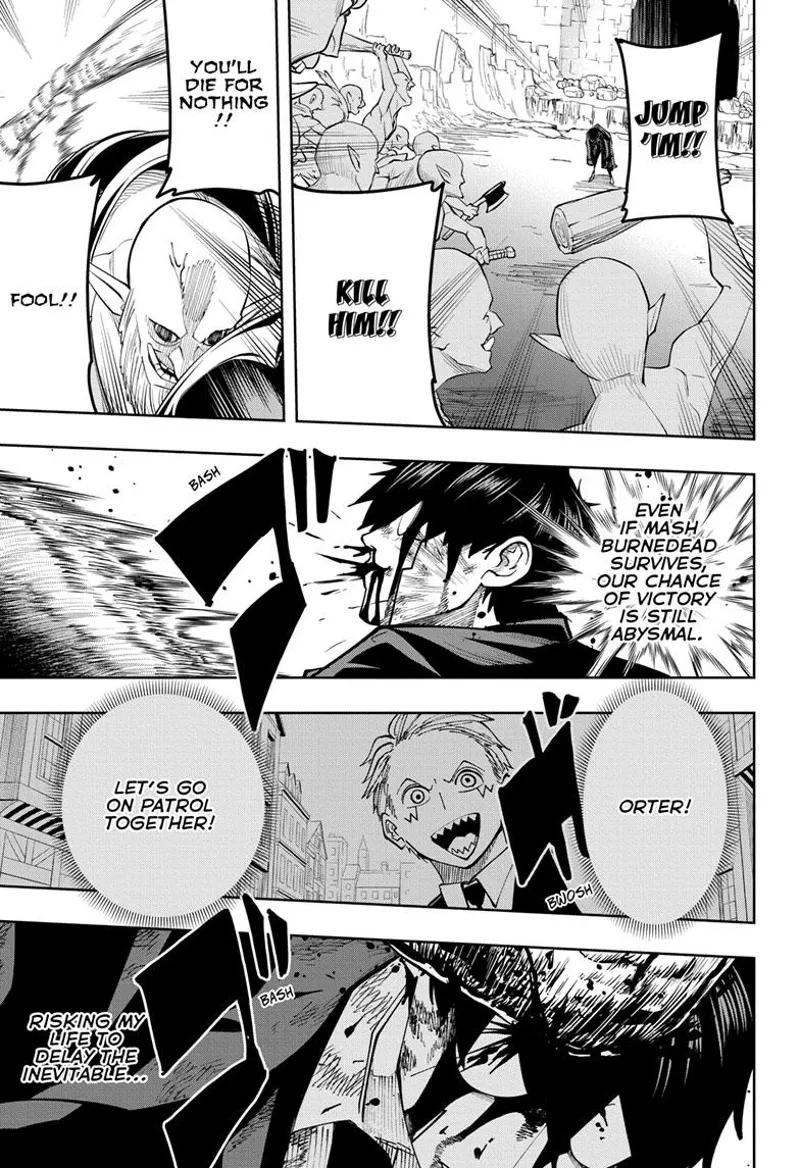 JUMP
'IM!!
KILL
HIM!!
YOU'LL
DIE FOR
NOTHING
!!
FOOL!!
EVEN
IF MASH
BURNEDEAD
SURVIVES,
OUR CHANCE
OF VICTORY
IS STILL
ABYSMAL.
BASH
ORTER!
BWOSH
LET'S GO
ON PATROL
TOGETHER!
BASH
RISKING MY
LIFE TO
DELAY THE
INEVITABLE...